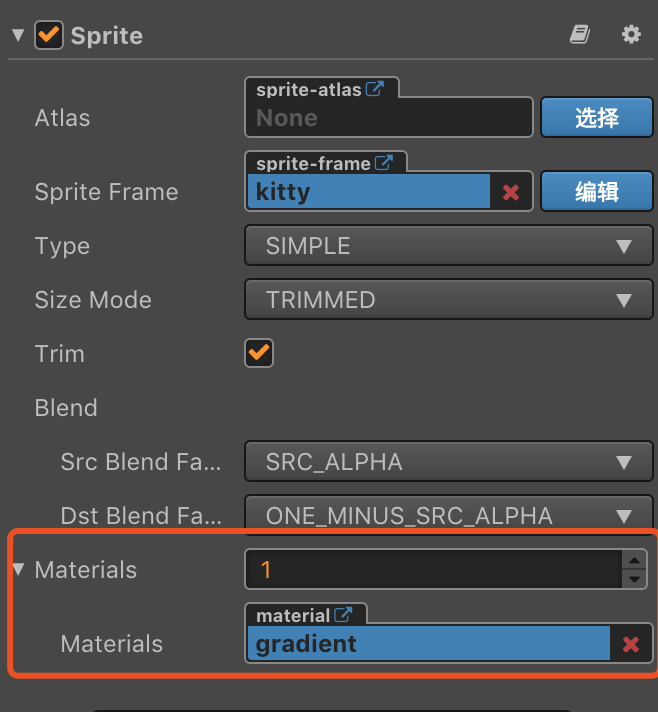 Sprite
sprite-atlas
Atlas
None
选择
sprite-frame
Sprite Frame
kitty
编辑
Type
SIMPLE
Size Mode
TRIMMED
Trim
Blend
Src Blend Fa...
SRC_ALPHA
Dst Blend Fa...
ONE_MINUS_SRC_ALPHA
Materials
1
material
Materials
gradient